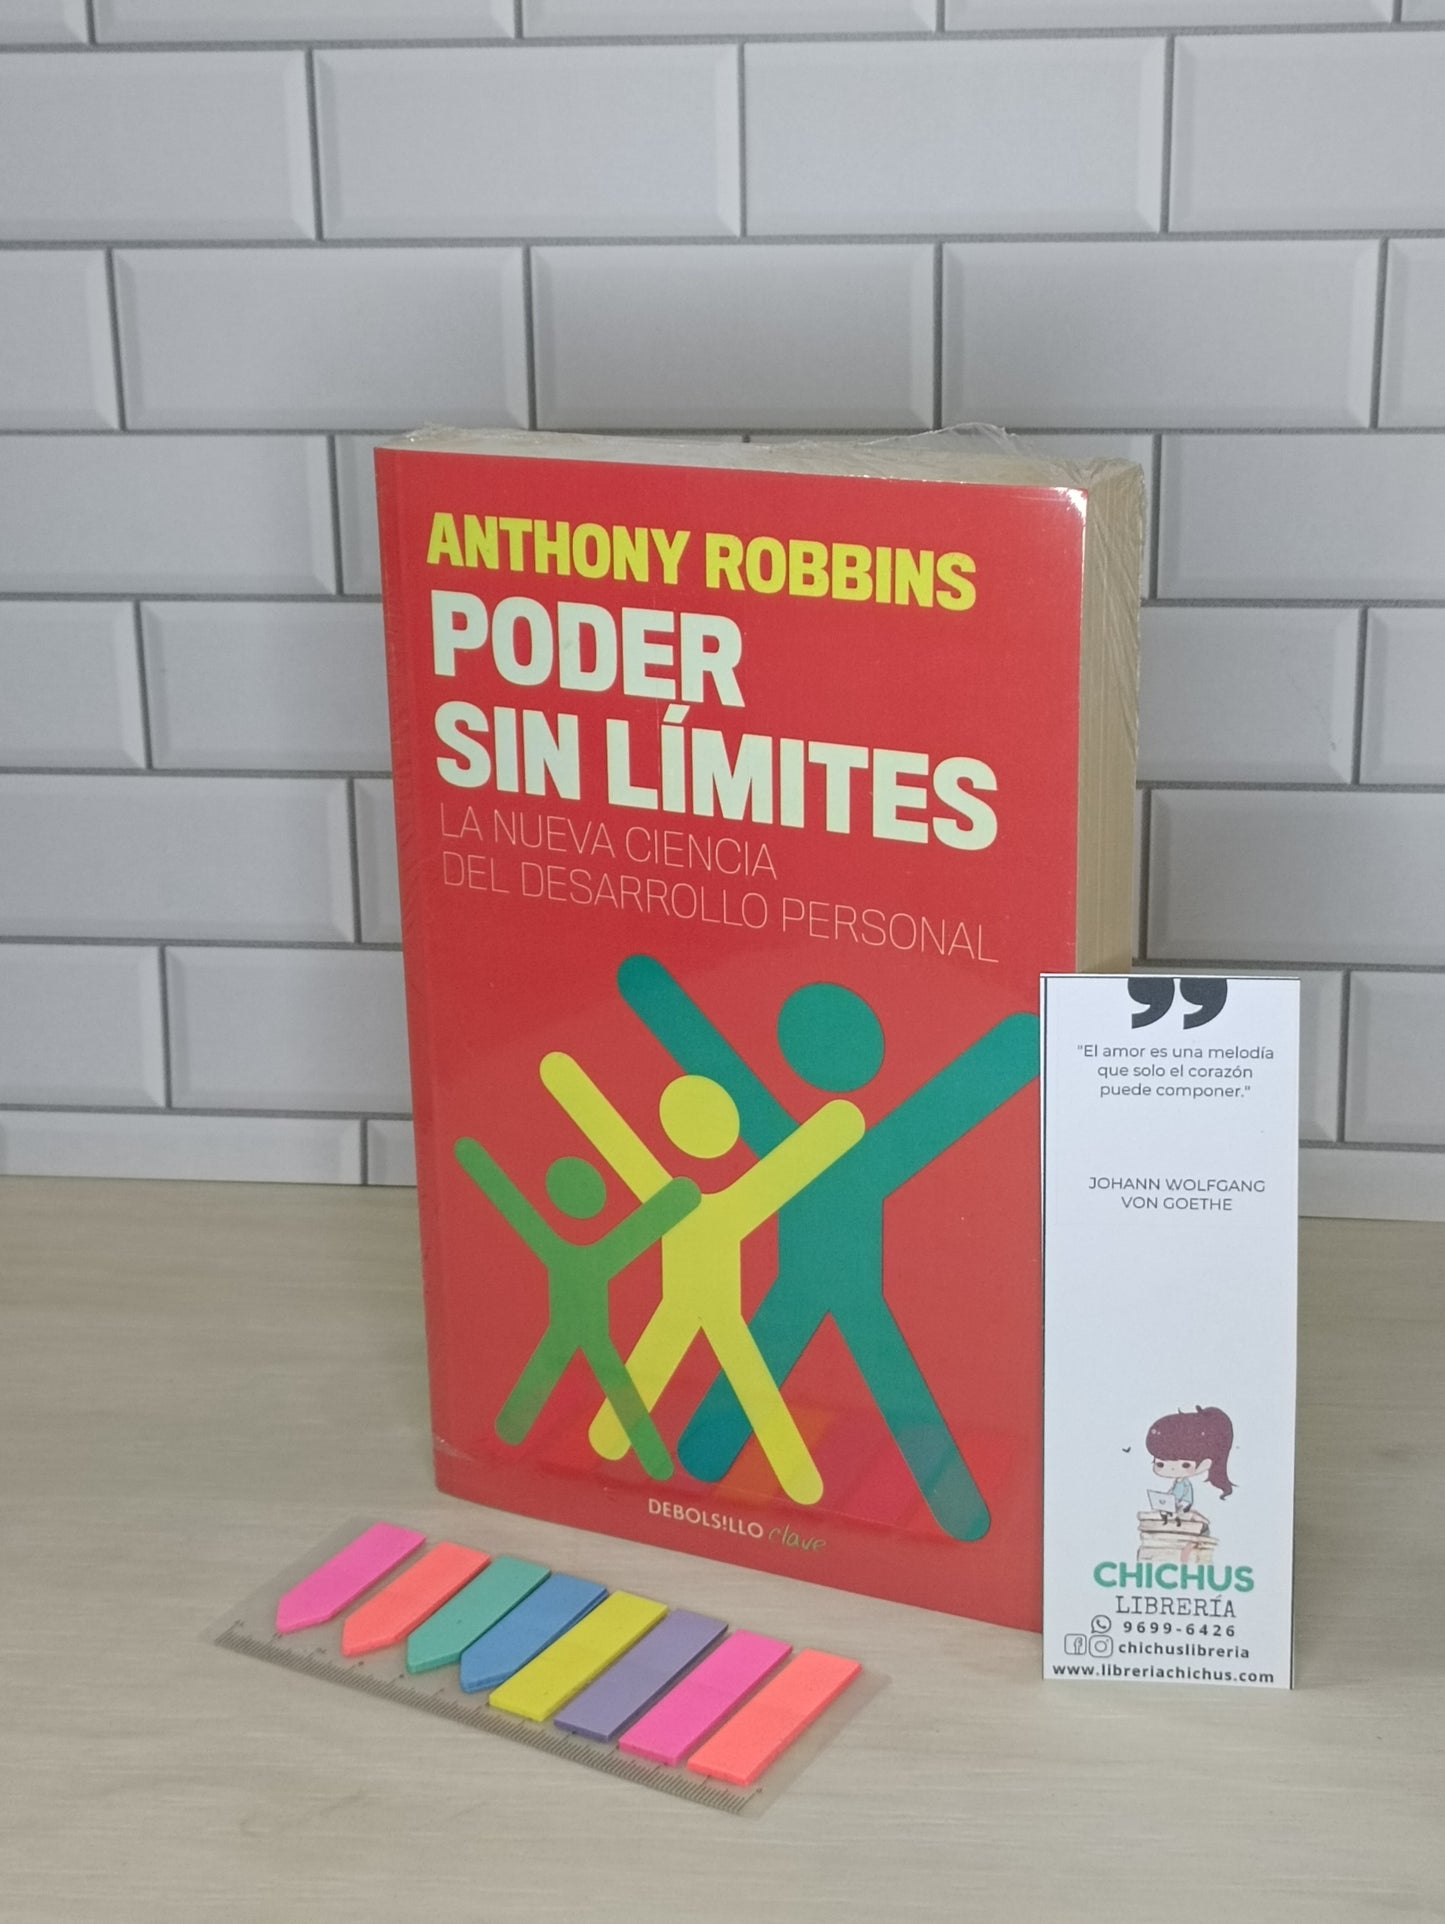 ANTHONY ROBBINS
PODER
SIN LÍMITES
LA NUEVA CIENCIA
DEL DESARROLLO PERSONAL
DEBOLS!LLO clave
"El amor es una melodía
que solo el corazón
puede componer."
JOHANN WOLFGANG
VON GOETHE
CHICHUS
LIBRERÍA
9699-6426
chichuslibreria
www.libreriachichus.com